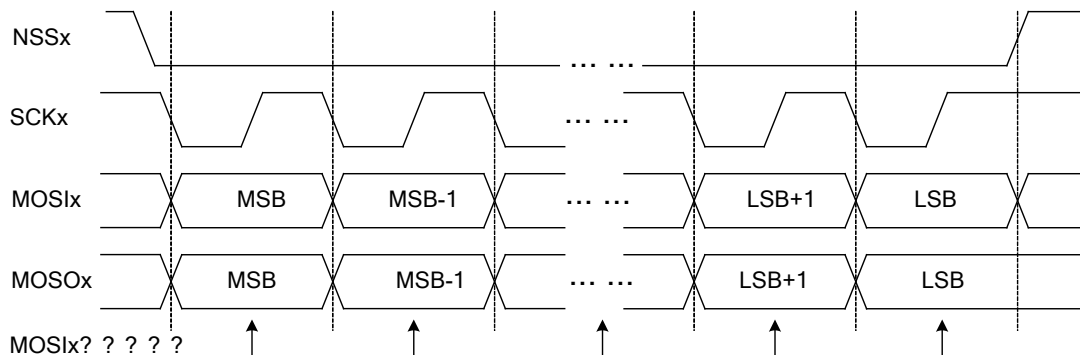 NSSx
... ...
SCKx
... ...
MOSIx MSB MSB-1 ... ... LSB+1 LSB
MOSOx MSB MSB-1 ... ... LSB+1 LSB
MOSIx? ? ? ? ?